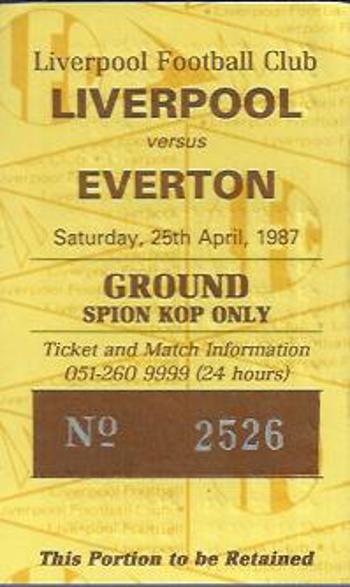 Liverpool Football Club
LIVERPOOL
versus
EVERTON
Saturday, 25th April, 1987
GROUND
SPION KOP ONLY
Ticket and Match Information
051-260 9999 (24 hours)
Nº 2526
This Portion to be Retained